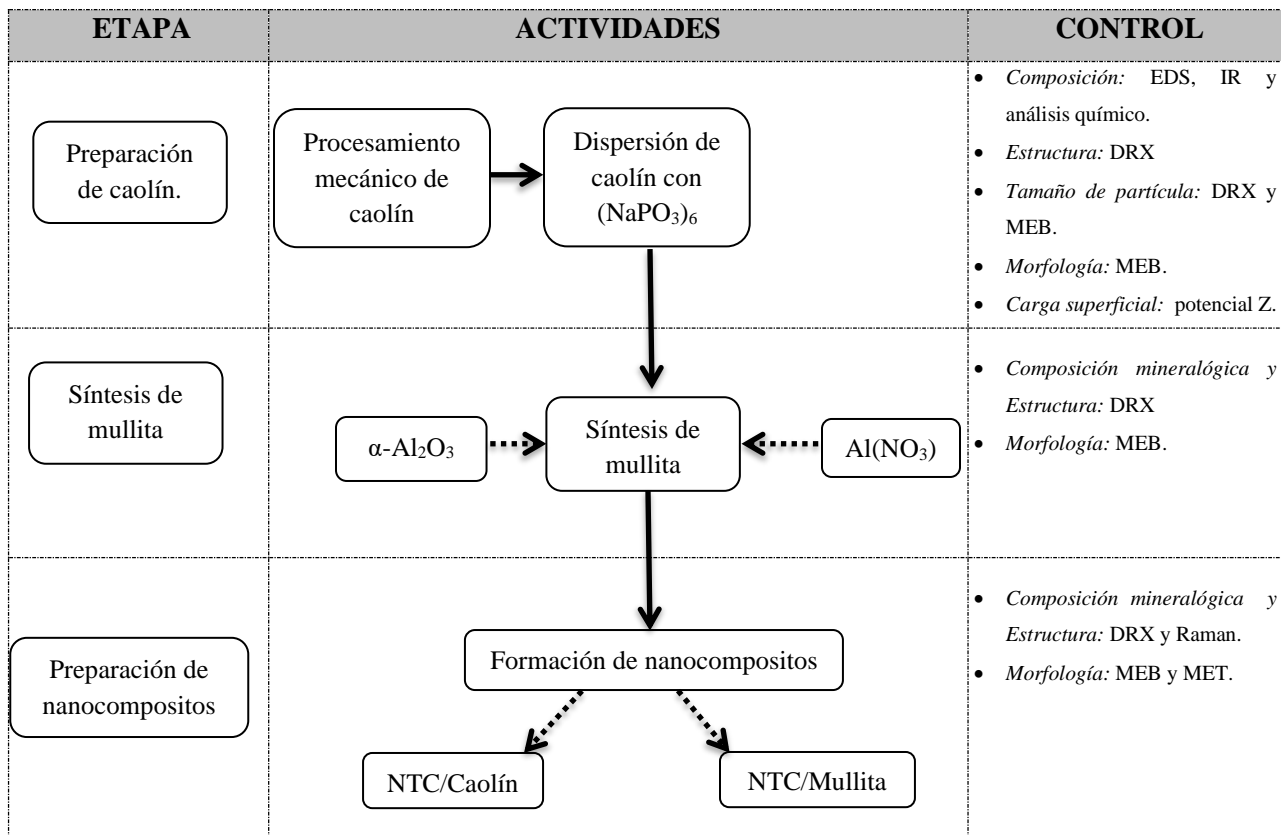 ETAPA
ACTIVIDADES
CONTROL
Preparación
de caolín.
Procesamiento
mecánico de
caolín
Dispersión de
caolín con
(NaPO₃)₆
• Composición: EDS, IR y
análisis químico.
• Estructura: DRX
• Tamaño de partícula: DRX y
MEB.
• Morfología: MEB.
• Carga superficial: potencial Z.
Síntesis de
mullita
α-Al₂O₃
Síntesis de
mullita
Al(NO₃)
• Composición mineralógica y
Estructura: DRX
• Morfología: MEB.
Preparación de
nanocompositos
Formación de nanocompositos
NTC/Caolín
NTC/Mullita
• Composición mineralógica y
Estructura: DRX y Raman.
• Morfología: MEB y MET.